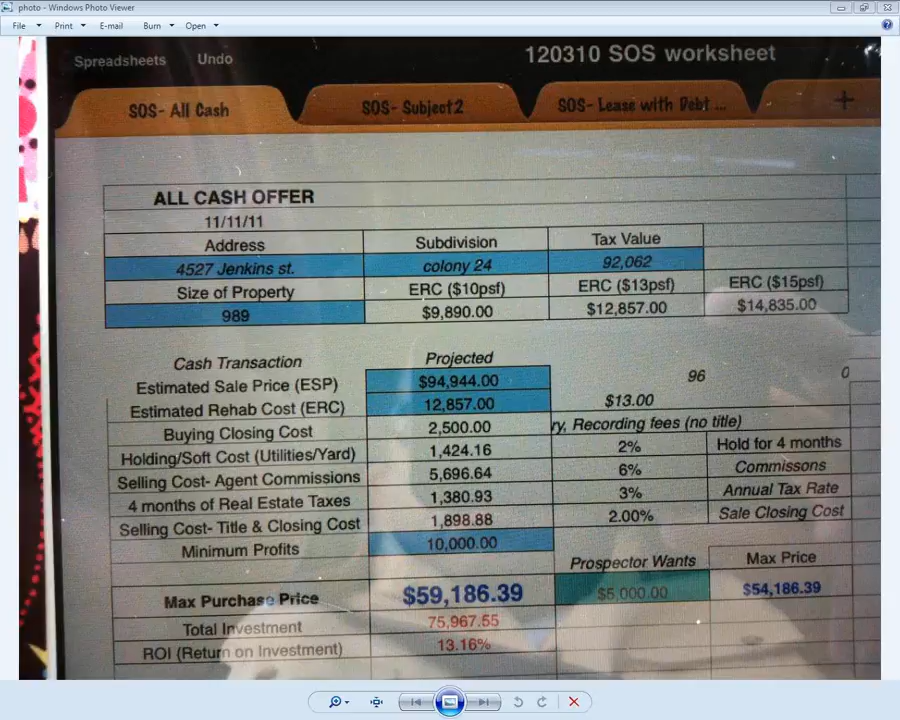 photo - Windows Photo Viewer
File Print E-mail Burn Open
Spreadsheets Undo 120310 SOS worksheet
SOS- All Cash SOS- Subject2 SOS- Lease with Debt ... +
ALL CASH OFFER
11/11/11
Address Subdivision Tax Value
4527 Jenkins st. colony 24 92,062
Size of Property ERC ($10psf) ERC ($13psf) ERC ($15psf)
989 $9,890.00 $12,857.00 $14,835.00
Cash Transaction Projected
Estimated Sale Price (ESP) $94,944.00 96 0
Estimated Rehab Cost (ERC) 12,857.00 $13.00
Buying Closing Cost 2,500.00 ry, Recording fees (no title)
Holding/Soft Cost (Utilities/Yard) 1,424.16 2% Hold for 4 months
Selling Cost- Agent Commissions 5,696.64 6% Commissons
4 months of Real Estate Taxes 1,380.93 3% Annual Tax Rate
Selling Cost- Title & Closing Cost 1,898.88 2.00% Sale Closing Cost
Minimum Profits 10,000.00
Prospector Wants Max Price
Max Purchase Price $59,186.39 $5,000.00 $54,186.39
Total Investment 75,967.55
ROI (Return on Investment) 13.16%